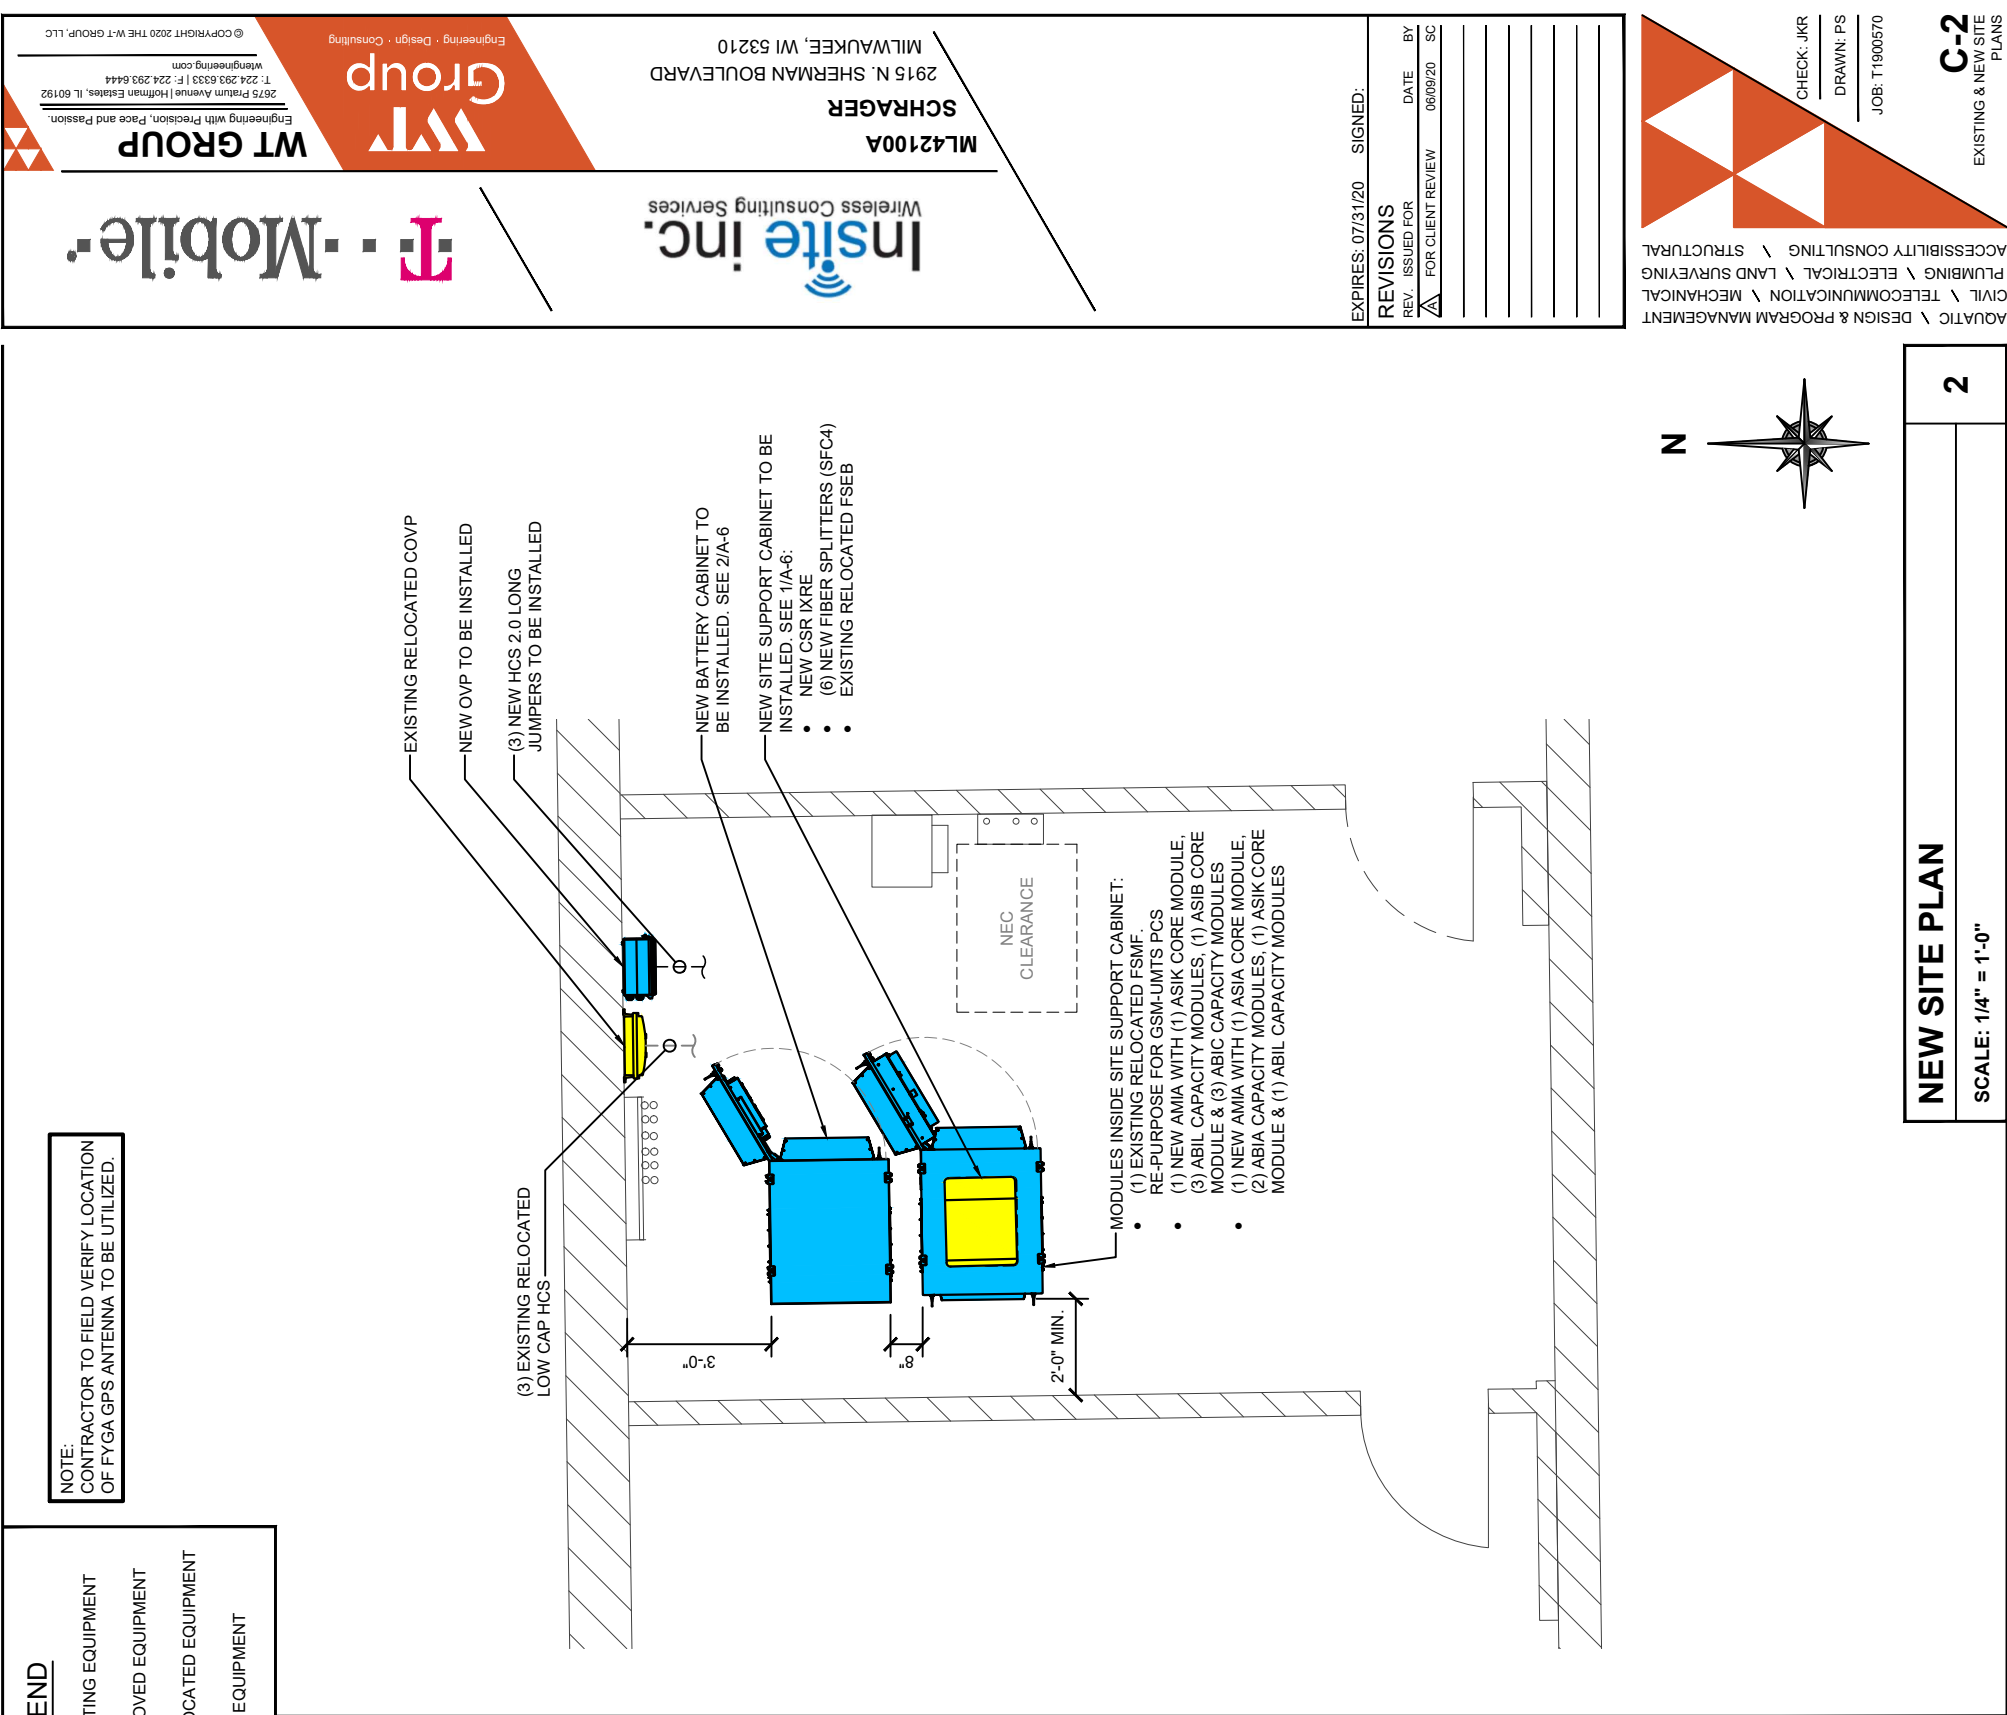 NOTE:
CONTRACTOR TO FIELD VERIFY LOCATION
OF FYGA GPS ANTENNA TO BE UTILIZED.
END
TING EQUIPMENT
OVED EQUIPMENT
OCATED EQUIPMENT
EQUIPMENT
EXISTING RELOCATED COVP
NEW OVP TO BE INSTALLED
(3) NEW HCS 2.0 LONG
JUMPERS TO BE INSTALLED
NEW BATTERY CABINET TO
BE INSTALLED. SEE 2/A-6
NEW SITE SUPPORT CABINET TO BE
INSTALLED. SEE 1/A-6:
• NEW CSR IXRE
• (6) NEW FIBER SPLITTERS (SFC4)
• EXISTING RELOCATED FSEB
(3) EXISTING RELOCATED
LOW CAP HCS
NEC
CLEARANCE
MODULES INSIDE SITE SUPPORT CABINET:
• (1) EXISTING RELOCATED FSMF.
RE-PURPOSE FOR GSM-UMTS PCS
• (1) NEW AMIA WITH (1) ASIK CORE MODULE,
(3) ABIL CAPACITY MODULES, (1) ASIB CORE
MODULE & (3) ABIC CAPACITY MODULES
• (1) NEW AMIA WITH (1) ASIA CORE MODULE,
(2) ABIA CAPACITY MODULES, (1) ASIK CORE
MODULE & (1) ABIL CAPACITY MODULES
3'-0"
8"
2'-0" MIN.
N
NEW SITE PLAN
2
SCALE: 1/4" = 1'-0"
T··Mobile·
Insite inc.
Wireless Consulting Services
ML42100A
SCHRAGER
2915 N. SHERMAN BOULEVARD
MILWAUKEE, WI 53210
WT
Group
Engineering · Design · Consulting
WT GROUP
Engineering with Precision, Pace and Passion.
2675 Pratum Avenue | Hoffman Estates, IL 60192
T: 224.293.6333 | F: 224.293.6444
wtengineering.com
© COPYRIGHT 2020 THE W-T GROUP, LLC
EXPIRES: 07/31/20 SIGNED:
REVISIONS
REV. ISSUED FOR DATE BY
A FOR CLIENT REVIEW 06/09/20 SC
AQUATIC \ DESIGN & PROGRAM MANAGEMENT
CIVIL \ TELECOMMUNICATION \ MECHANICAL
PLUMBING \ ELECTRICAL \ LAND SURVEYING
ACCESSIBILITY CONSULTING \ STRUCTURAL
CHECK: JKR
DRAWN: PS
JOB: T1900570
C-2
EXISTING & NEW SITE
PLANS